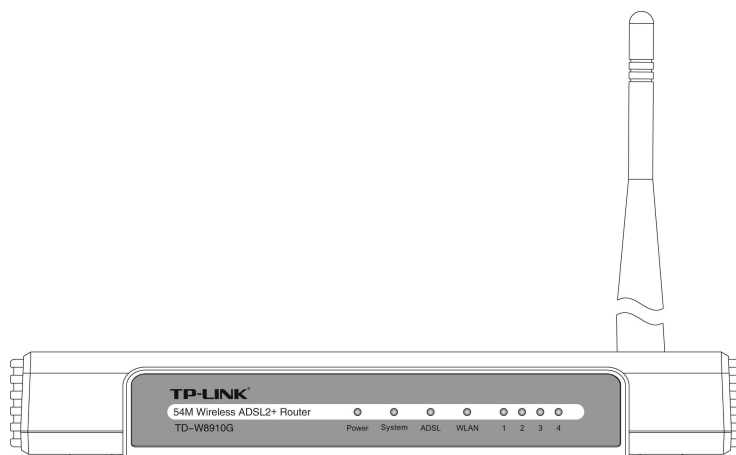 TP-LINK®
54M Wireless ADSL2+ Router
TD-W8910G
Power System ADSL WLAN 1 2 3 4